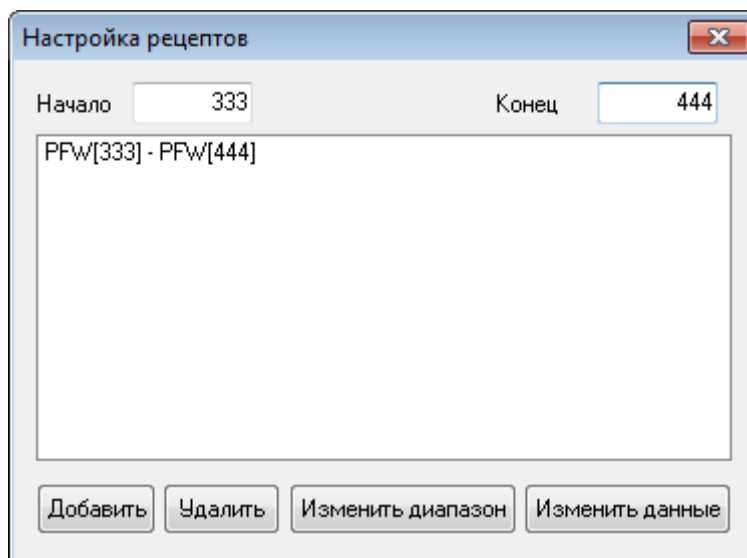 Настройка рецептов
Начало 333 Конец 444
PFW[333] - PFW[444]
Добавить Удалить Изменить диапазон Изменить данные